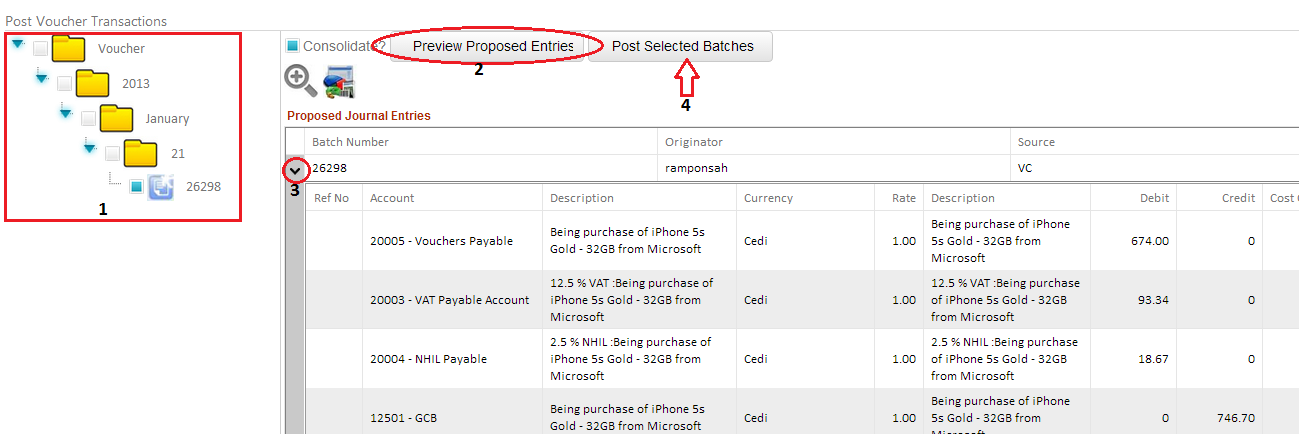 Post Voucher Transactions
Voucher
2013
January
21
26298
1
Consolidate?
Preview Proposed Entries
Post Selected Batches
2
4
Proposed Journal Entries
Batch Number Originator Source
26298 ramponsah VC
3
Ref No Account Description Currency Rate Description Debit Credit Cost
20005 - Vouchers Payable Being purchase of iPhone 5s Cedi 1.00 Being purchase of iPhone 674.00 0
Gold - 32GB from 5s Gold - 32GB from
Microsoft Microsoft
20003 - VAT Payable Account 12.5 % VAT :Being purchase of Cedi 1.00 12.5 % VAT :Being purchase 93.34 0
iPhone 5s Gold - 32GB from of iPhone 5s Gold - 32GB from
Microsoft Microsoft
20004 - NHIL Payable 2.5 % NHIL :Being purchase of Cedi 1.00 2.5 % NHIL :Being purchase 18.67 0
iPhone 5s Gold - 32GB from of iPhone 5s Gold - 32GB from
Microsoft Microsoft
12501 - GCB Being purchase of iPhone 5s Cedi 1.00 Being purchase of iPhone 0 746.70
Gold - 32GB from 5s Gold - 32GB from
Microsoft Microsoft